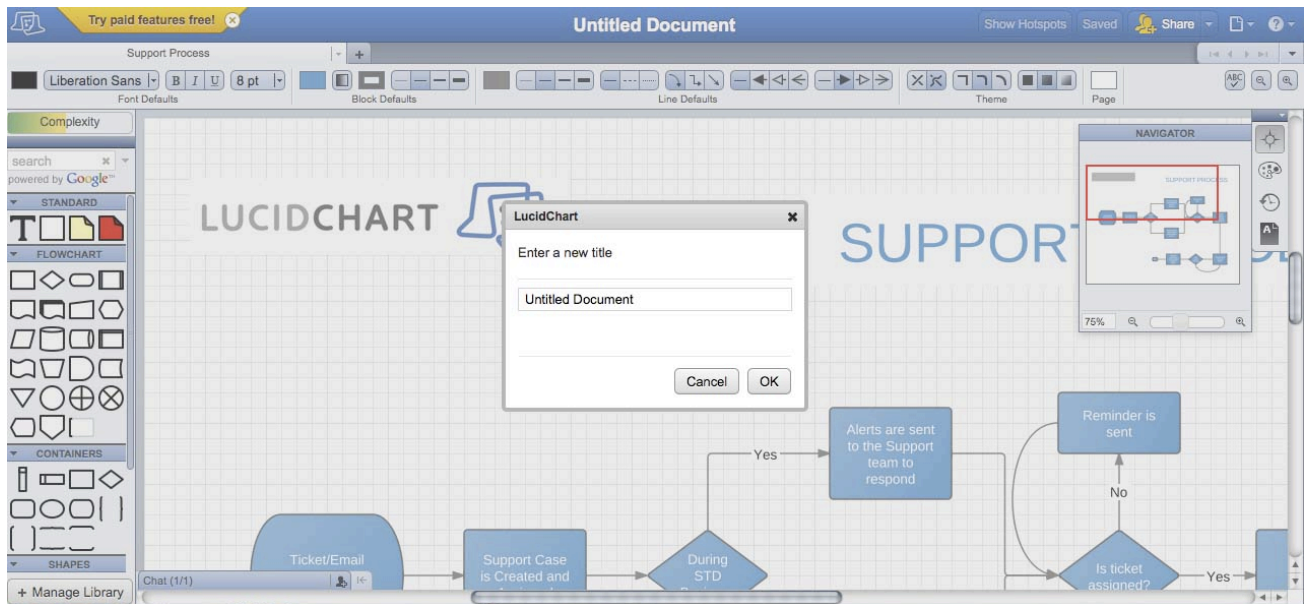 Try paid features free!
Untitled Document
Show Hotspots
Saved
Share
Support Process
Liberation Sans
B I U
8 pt
ABC
Font Defaults
Block Defaults
Line Defaults
Theme
Page
Complexity
search
powered by Google™
STANDARD
T
FLOWCHART
CONTAINERS
SHAPES
+ Manage Library
LUCIDCHART
SUPPOR
NAVIGATOR
SUPPORT PROCESS
75%
LucidChart
Enter a new title
Untitled Document
Cancel
OK
Alerts are sent
to the Support
team to
respond
Reminder is
sent
Yes
No
Ticket/Email
Support Case
is Created and
During
STD
Is ticket
assigned?
Yes
Chat (1/1)